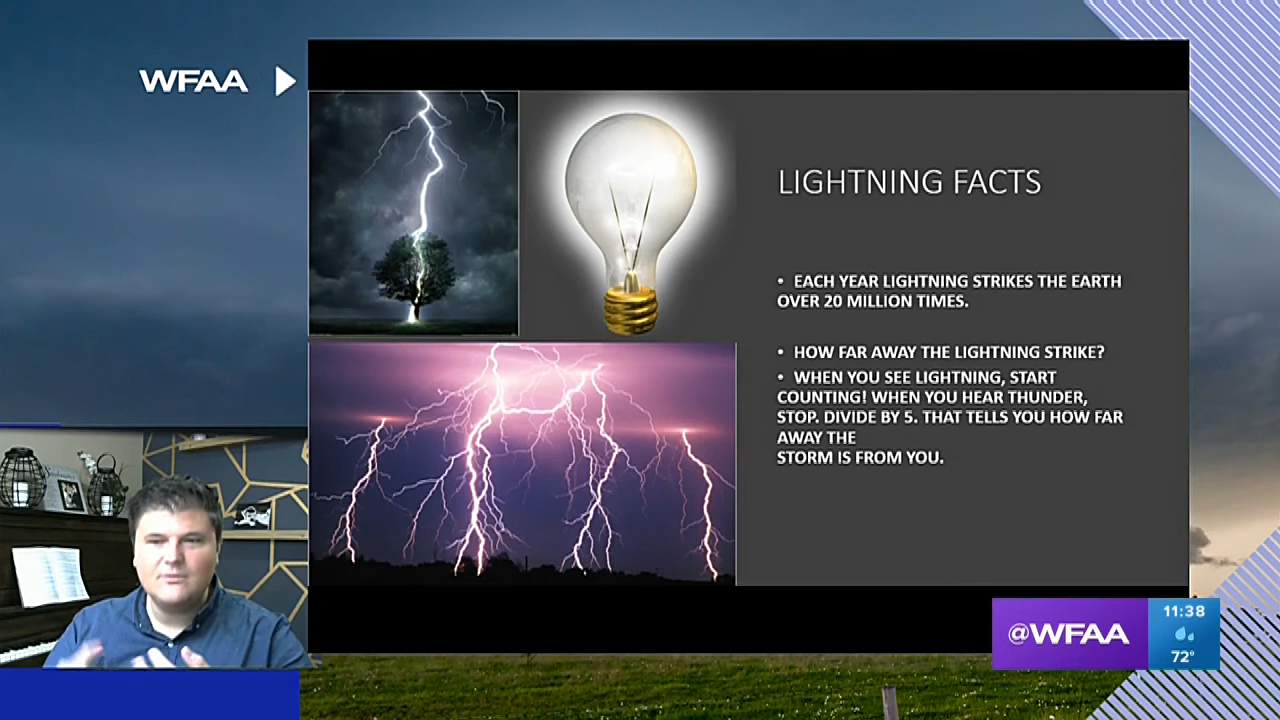 WFAA
LIGHTNING FACTS
• EACH YEAR LIGHTNING STRIKES THE EARTH
OVER 20 MILLION TIMES.
• HOW FAR AWAY THE LIGHTNING STRIKE?
• WHEN YOU SEE LIGHTNING, START
COUNTING! WHEN YOU HEAR THUNDER,
STOP. DIVIDE BY 5. THAT TELLS YOU HOW FAR
AWAY THE
STORM IS FROM YOU.
@WFAA
11:38
72°